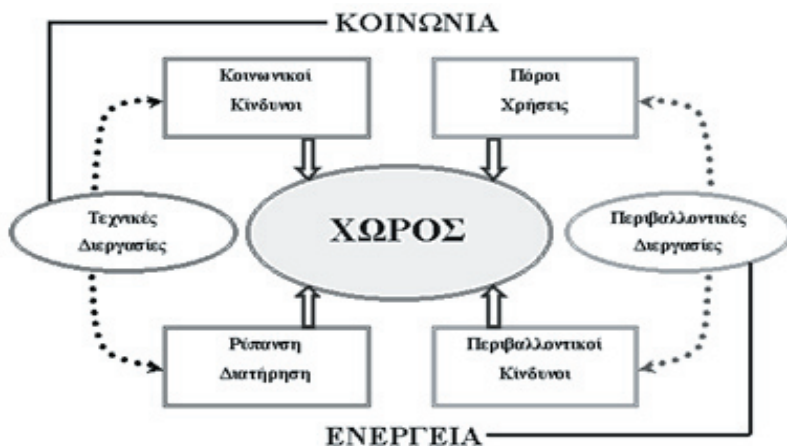 ΚΟΙΝΩΝΙΑ
Κοινωνικοί
Κίνδυνοι
Πόροι
Χρήσεις
Τεχνικές
Διεργασίες
ΧΩΡΟΣ
Περιβαλλοντικές
Διεργασίες
Ρύπανση
Διατήρηση
Περιβαλλοντικοί
Κίνδυνοι
ΕΝΕΡΓΕΙΑ